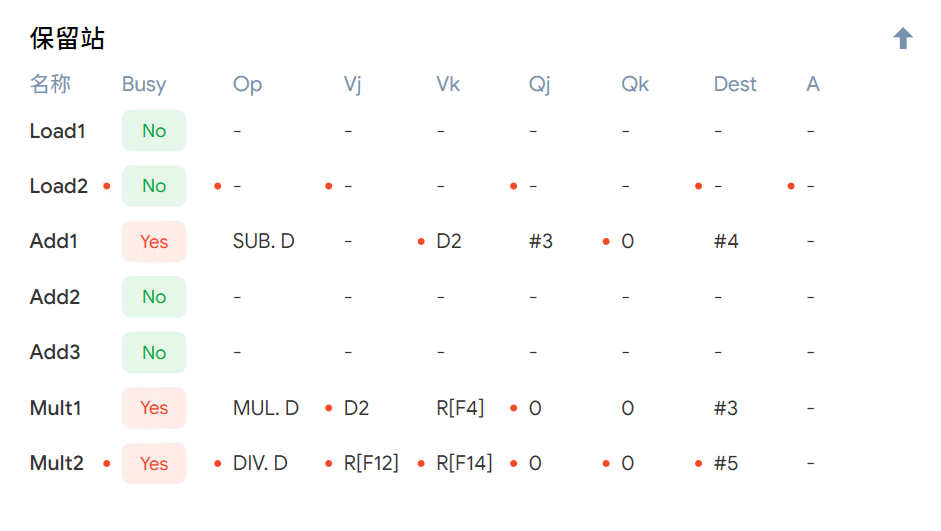 保留站
名称 Busy Op Vj Vk Qj Qk Dest A
Load1 No - - - - - - -
Load2 No - - - - - - -
Add1 Yes SUB. D - D2 #3 0 #4 -
Add2 No - - - - - - -
Add3 No - - - - - - -
Mult1 Yes MUL. D D2 R[F4] 0 0 #3 -
Mult2 Yes DIV. D R[F12] R[F14] 0 0 #5 -